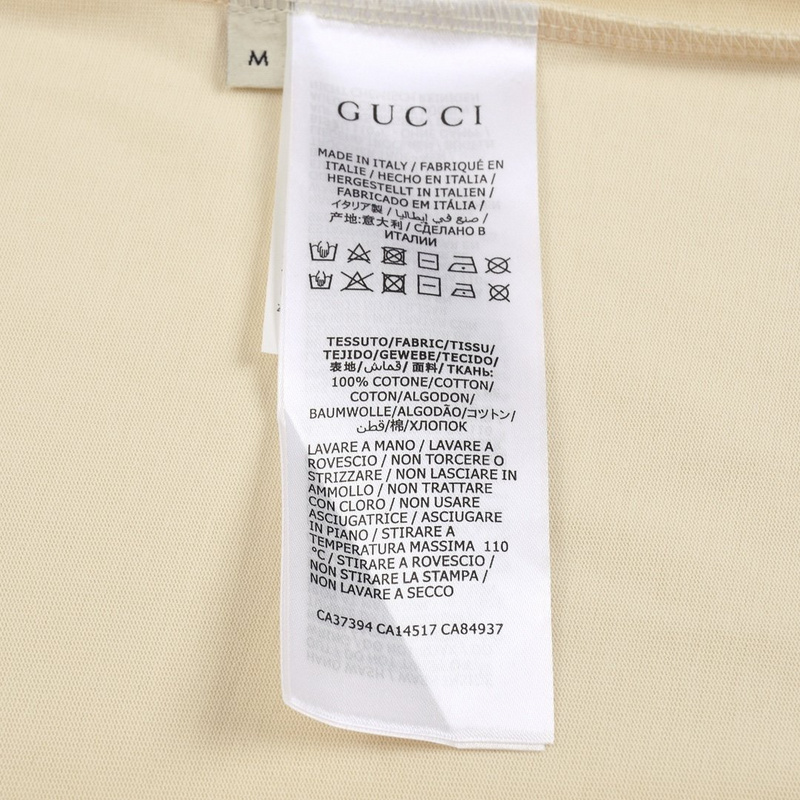 M
GUCCI
MADE IN ITALY / FABRIQUÉ EN
ITALIE / HECHO EN ITALIA /
HERGESTELLT IN ITALIEN /
FABRICADO EM ITÁLIA /
イタリア製 / صنع في إيطاليا /
产地:意大利 / СДЕЛАНО В
ИТАЛИИ
TESSUTO/FABRIC/TISSU/
TEJIDO/GEWEBE/TECIDO/
表地/قماش/ 面料/ ТКАНЬ:
100% COTONE/COTTON/
COTON/ALGODON/
BAUMWOLLE/ALGODÃO/コットン/
قطن/棉/ХЛОПОК
LAVARE A MANO / LAVARE A
ROVESCIO / NON TORCERE O
STRIZZARE / NON LASCIARE IN
AMMOLLO / NON TRATTARE
CON CLORO / NON USARE
ASCIUGATRICE / ASCIUGARE
IN PIANO / STIRARE A
TEMPERATURA MASSIMA 110
°C / STIRARE A ROVESCIO /
NON STIRARE LA STAMPA /
NON LAVARE A SECCO
CA37394 CA14517 CA84937